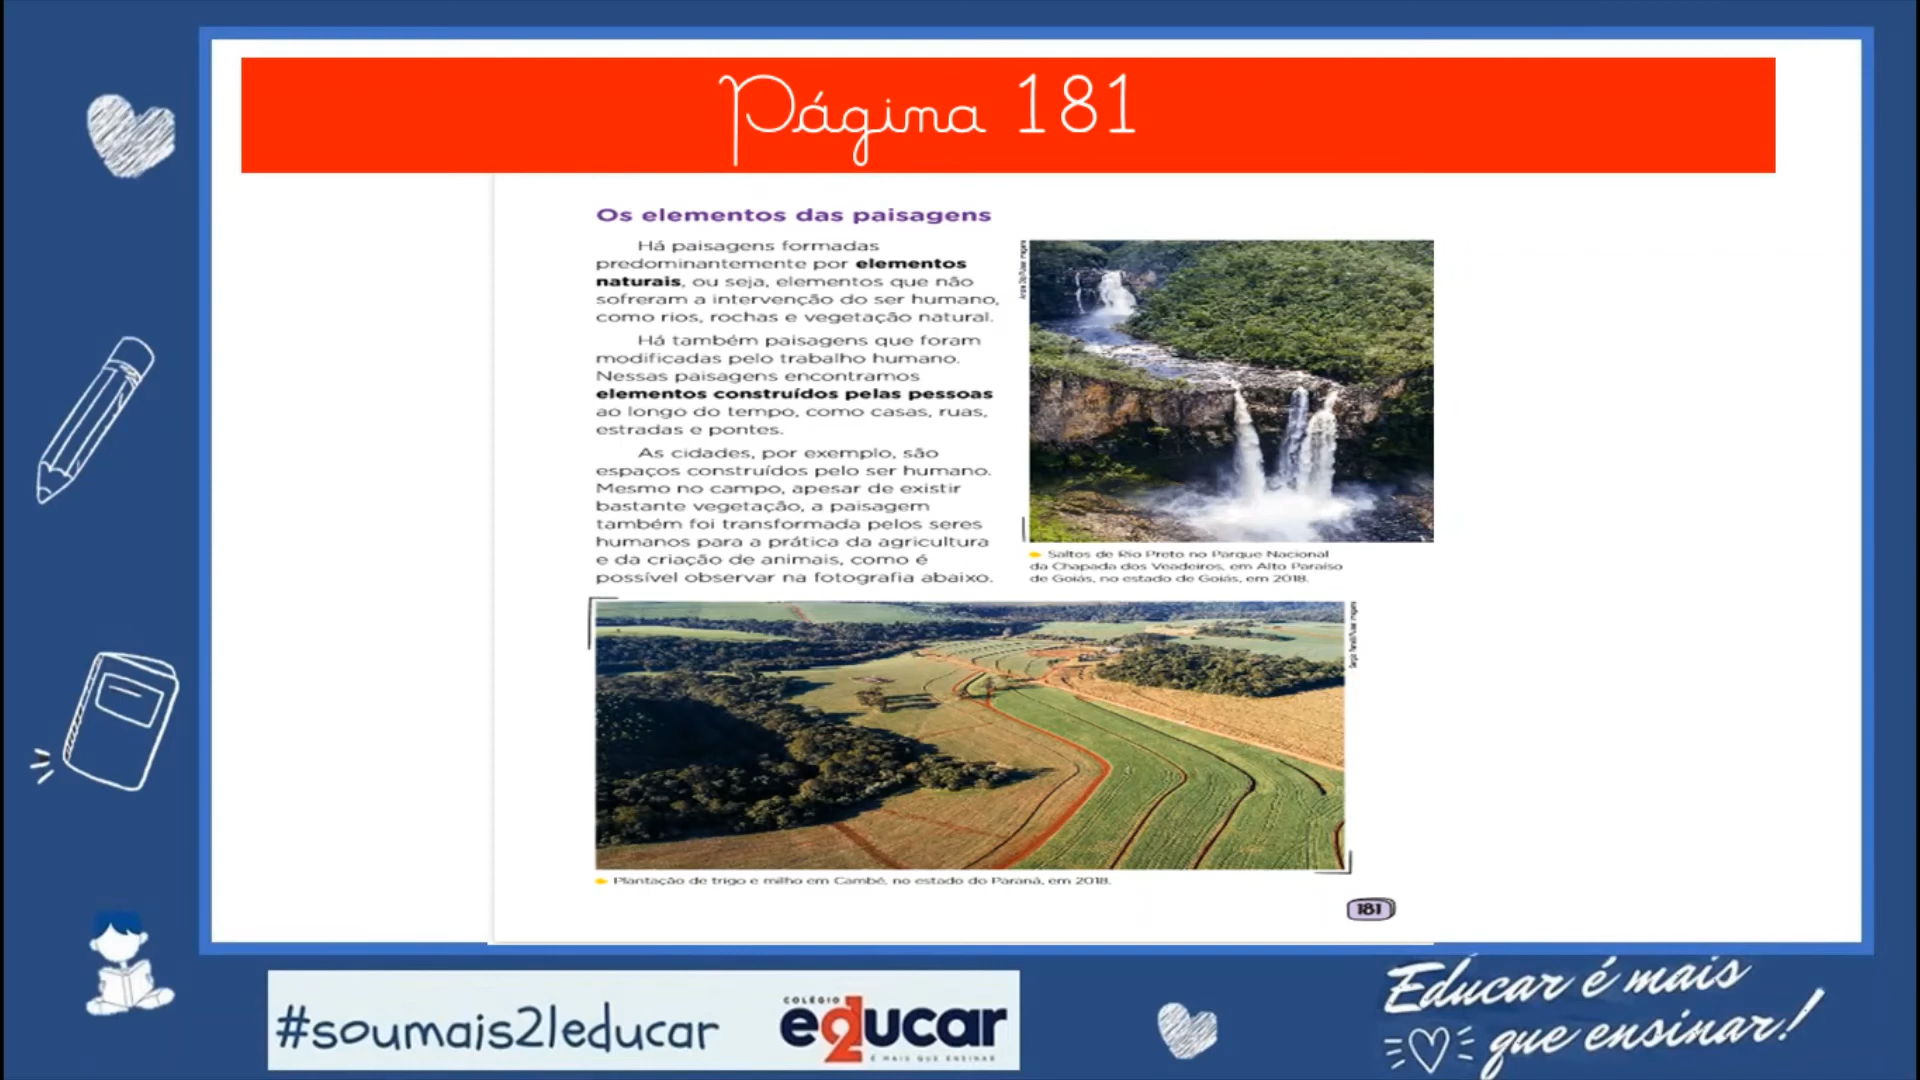 Página 181
Os elementos das paisagens
Há paisagens formadas
predominantemente por elementos
naturais, ou seja, elementos que não
sofreram a intervenção do ser humano,
como rios, rochas e vegetação natural.
Há também paisagens que foram
modificadas pelo trabalho humano.
Nessas paisagens encontramos
elementos construídos pelas pessoas
ao longo do tempo, como casas, ruas,
estradas e pontes.
As cidades, por exemplo, são
espaços construídos pelo ser humano.
Mesmo no campo, apesar de existir
bastante vegetação, a paisagem
também foi transformada pelos seres
humanos para a prática da agricultura
e da criação de animais, como é
possível observar na fotografia abaixo.
Saltos de Rio Preto no Parque Nacional
da Chapada dos Veadeiros, em Alto Paraíso
de Goiás, no estado de Goiás, em 2018.
Plantação de trigo e milho em Cambé, no estado do Paraná, em 2018.
181
#soumais2leducar
COLÉGIO
educar
É MAIS QUE ENSINAR
Educar é mais
que ensinar!